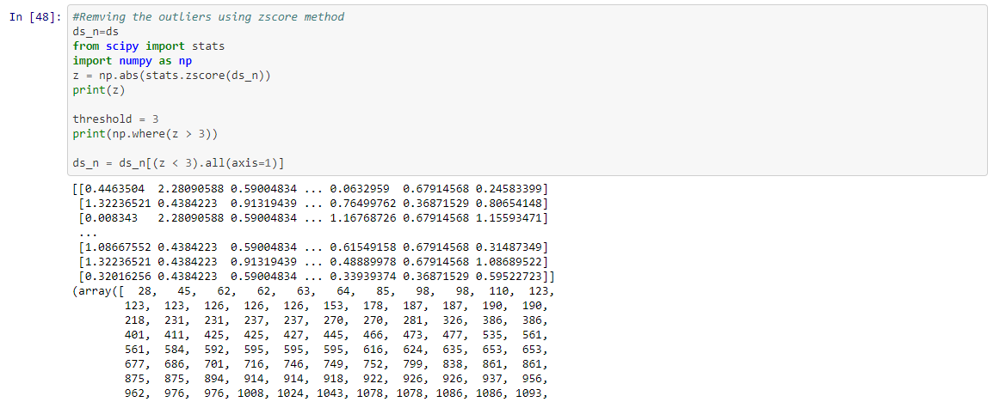 In [48]: #Remving the outliers using zscore method
ds_n=ds
from scipy import stats
import numpy as np
z = np.abs(stats.zscore(ds_n))
print(z)
threshold = 3
print(np.where(z > 3))
ds_n = ds_n[(z < 3).all(axis=1)]
[[0.4463504  2.28090588 0.59004834 ... 0.0632959  0.67914568 0.24583399]
[1.32236521 0.4384223  0.91319439 ... 0.76499762 0.36871529 0.80654148]
[0.008343   2.28090588 0.59004834 ... 1.16768726 0.67914568 1.15593471]
...
[1.08667552 0.4384223  0.59004834 ... 0.61549158 0.67914568 0.31487349]
[1.32236521 0.4384223  0.91319439 ... 0.48889978 0.67914568 1.08689522]
[0.32016256 0.4384223  0.59004834 ... 0.33939374 0.36871529 0.59522723]]
(array([  28,   45,   62,   62,   63,   64,   85,   98,   98,  110,  123,
123,  123,  126,  126,  126,  153,  178,  187,  187,  190,  190,
218,  231,  231,  237,  237,  270,  270,  281,  326,  386,  386,
401,  411,  425,  425,  427,  445,  466,  473,  477,  535,  561,
561,  584,  592,  595,  595,  595,  616,  624,  635,  653,  653,
677,  686,  701,  716,  746,  749,  752,  799,  838,  861,  861,
875,  875,  894,  914,  914,  918,  922,  926,  926,  937,  956,
962,  976,  976, 1008, 1024, 1043, 1078, 1078, 1086, 1086, 1093,